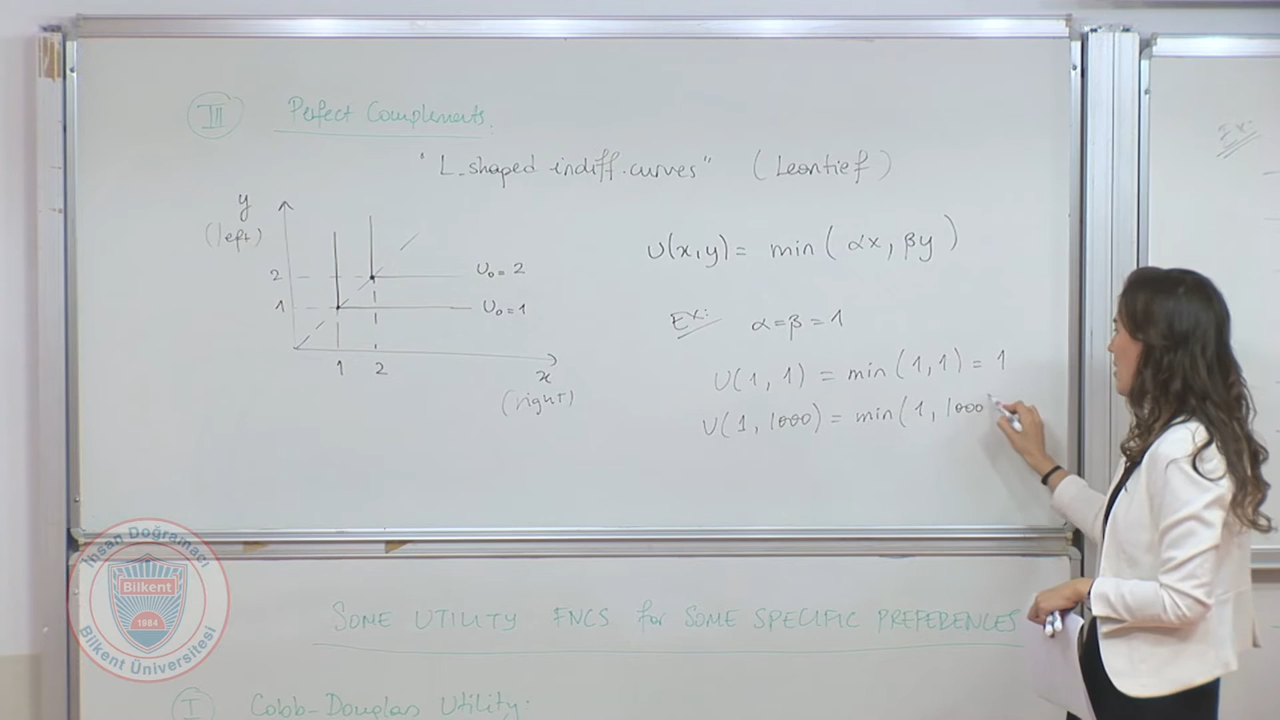 III Perfect Complements.
"L-shaped indiff. curves" (Leontief)
y
(left)
2
1
U₀ = 2
U₀ = 1
1 2
x
(right)
U(x,y) = min( αx, βy )
Ex: α=β=1
U(1,1) = min(1,1) = 1
U(1,1000) = min(1,1000
Ex:
SOME UTILITY FNCS for SOME SPECIFIC PREFERENCES
I Cobb-Douglas Utility:
İhsan Doğramacı
Bilkent
1984
Bilkent Üniversitesi